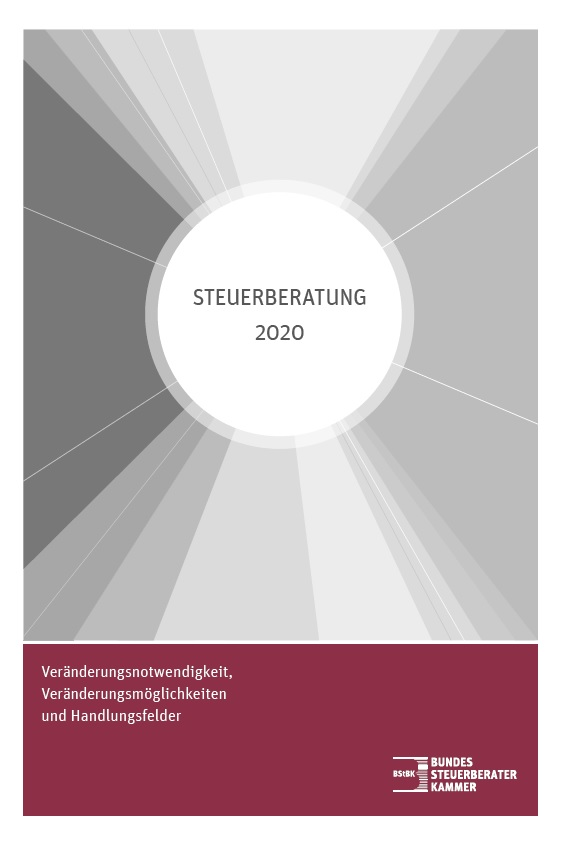 STEUERBERATUNG
2020
Veränderungsnotwendigkeit,
Veränderungsmöglichkeiten
und Handlungsfelder
BStBK
BUNDES
STEUERBERATER
KAMMER